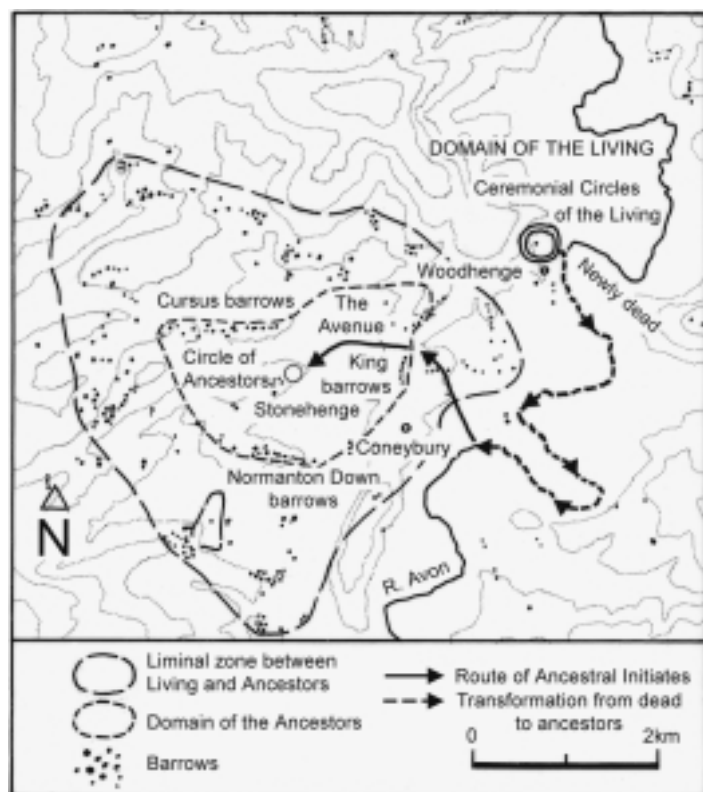 DOMAIN OF THE LIVING
Ceremonial Circles
of the Living
Woodhenge
Newly dead
Cursus barrows
The
Avenue
Circle of
Ancestors
King
barrows
Stonehenge
Coneybury
Normanton Down
barrows
N
R. Avon
Liminal zone between
Living and Ancestors
Domain of the Ancestors
Barrows
Route of Ancestral Initiates
Transformation from dead
to ancestors
0 2km